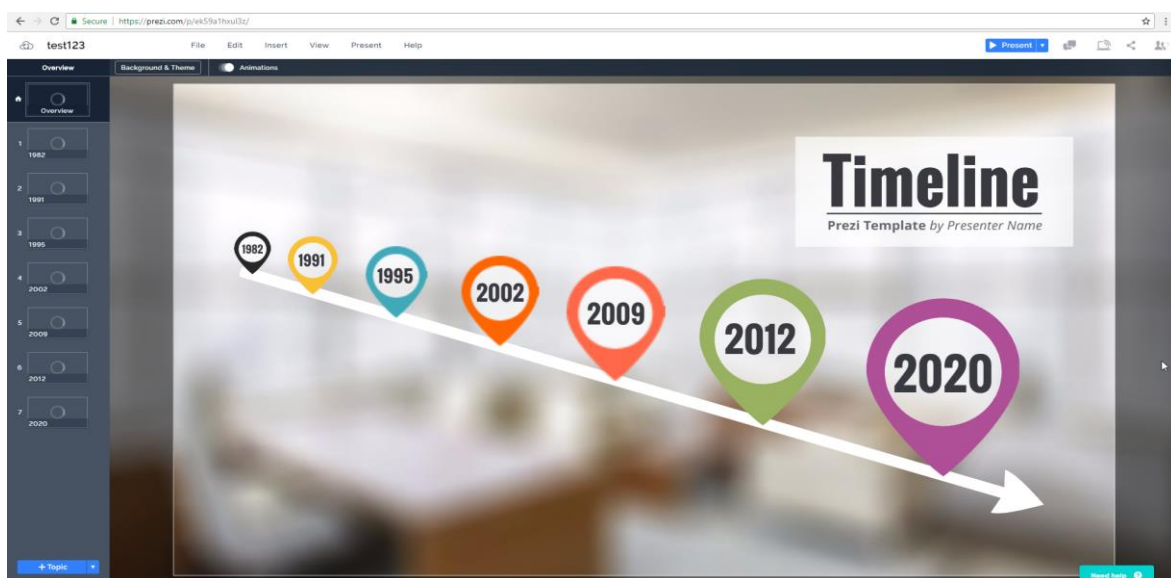 Secure | https://prezi.com/p/ek59a1hxul3z/
test123 File Edit Insert View Present Help Present
Overview Background & Theme Animations
Overview
1 1982
2 1991
3 1995
4 2002
5 2009
6 2012
7 2020
+ Topic
Timeline
Prezi Template by Presenter Name
1982
1991
1995
2002
2009
2012
2020
Need help ?